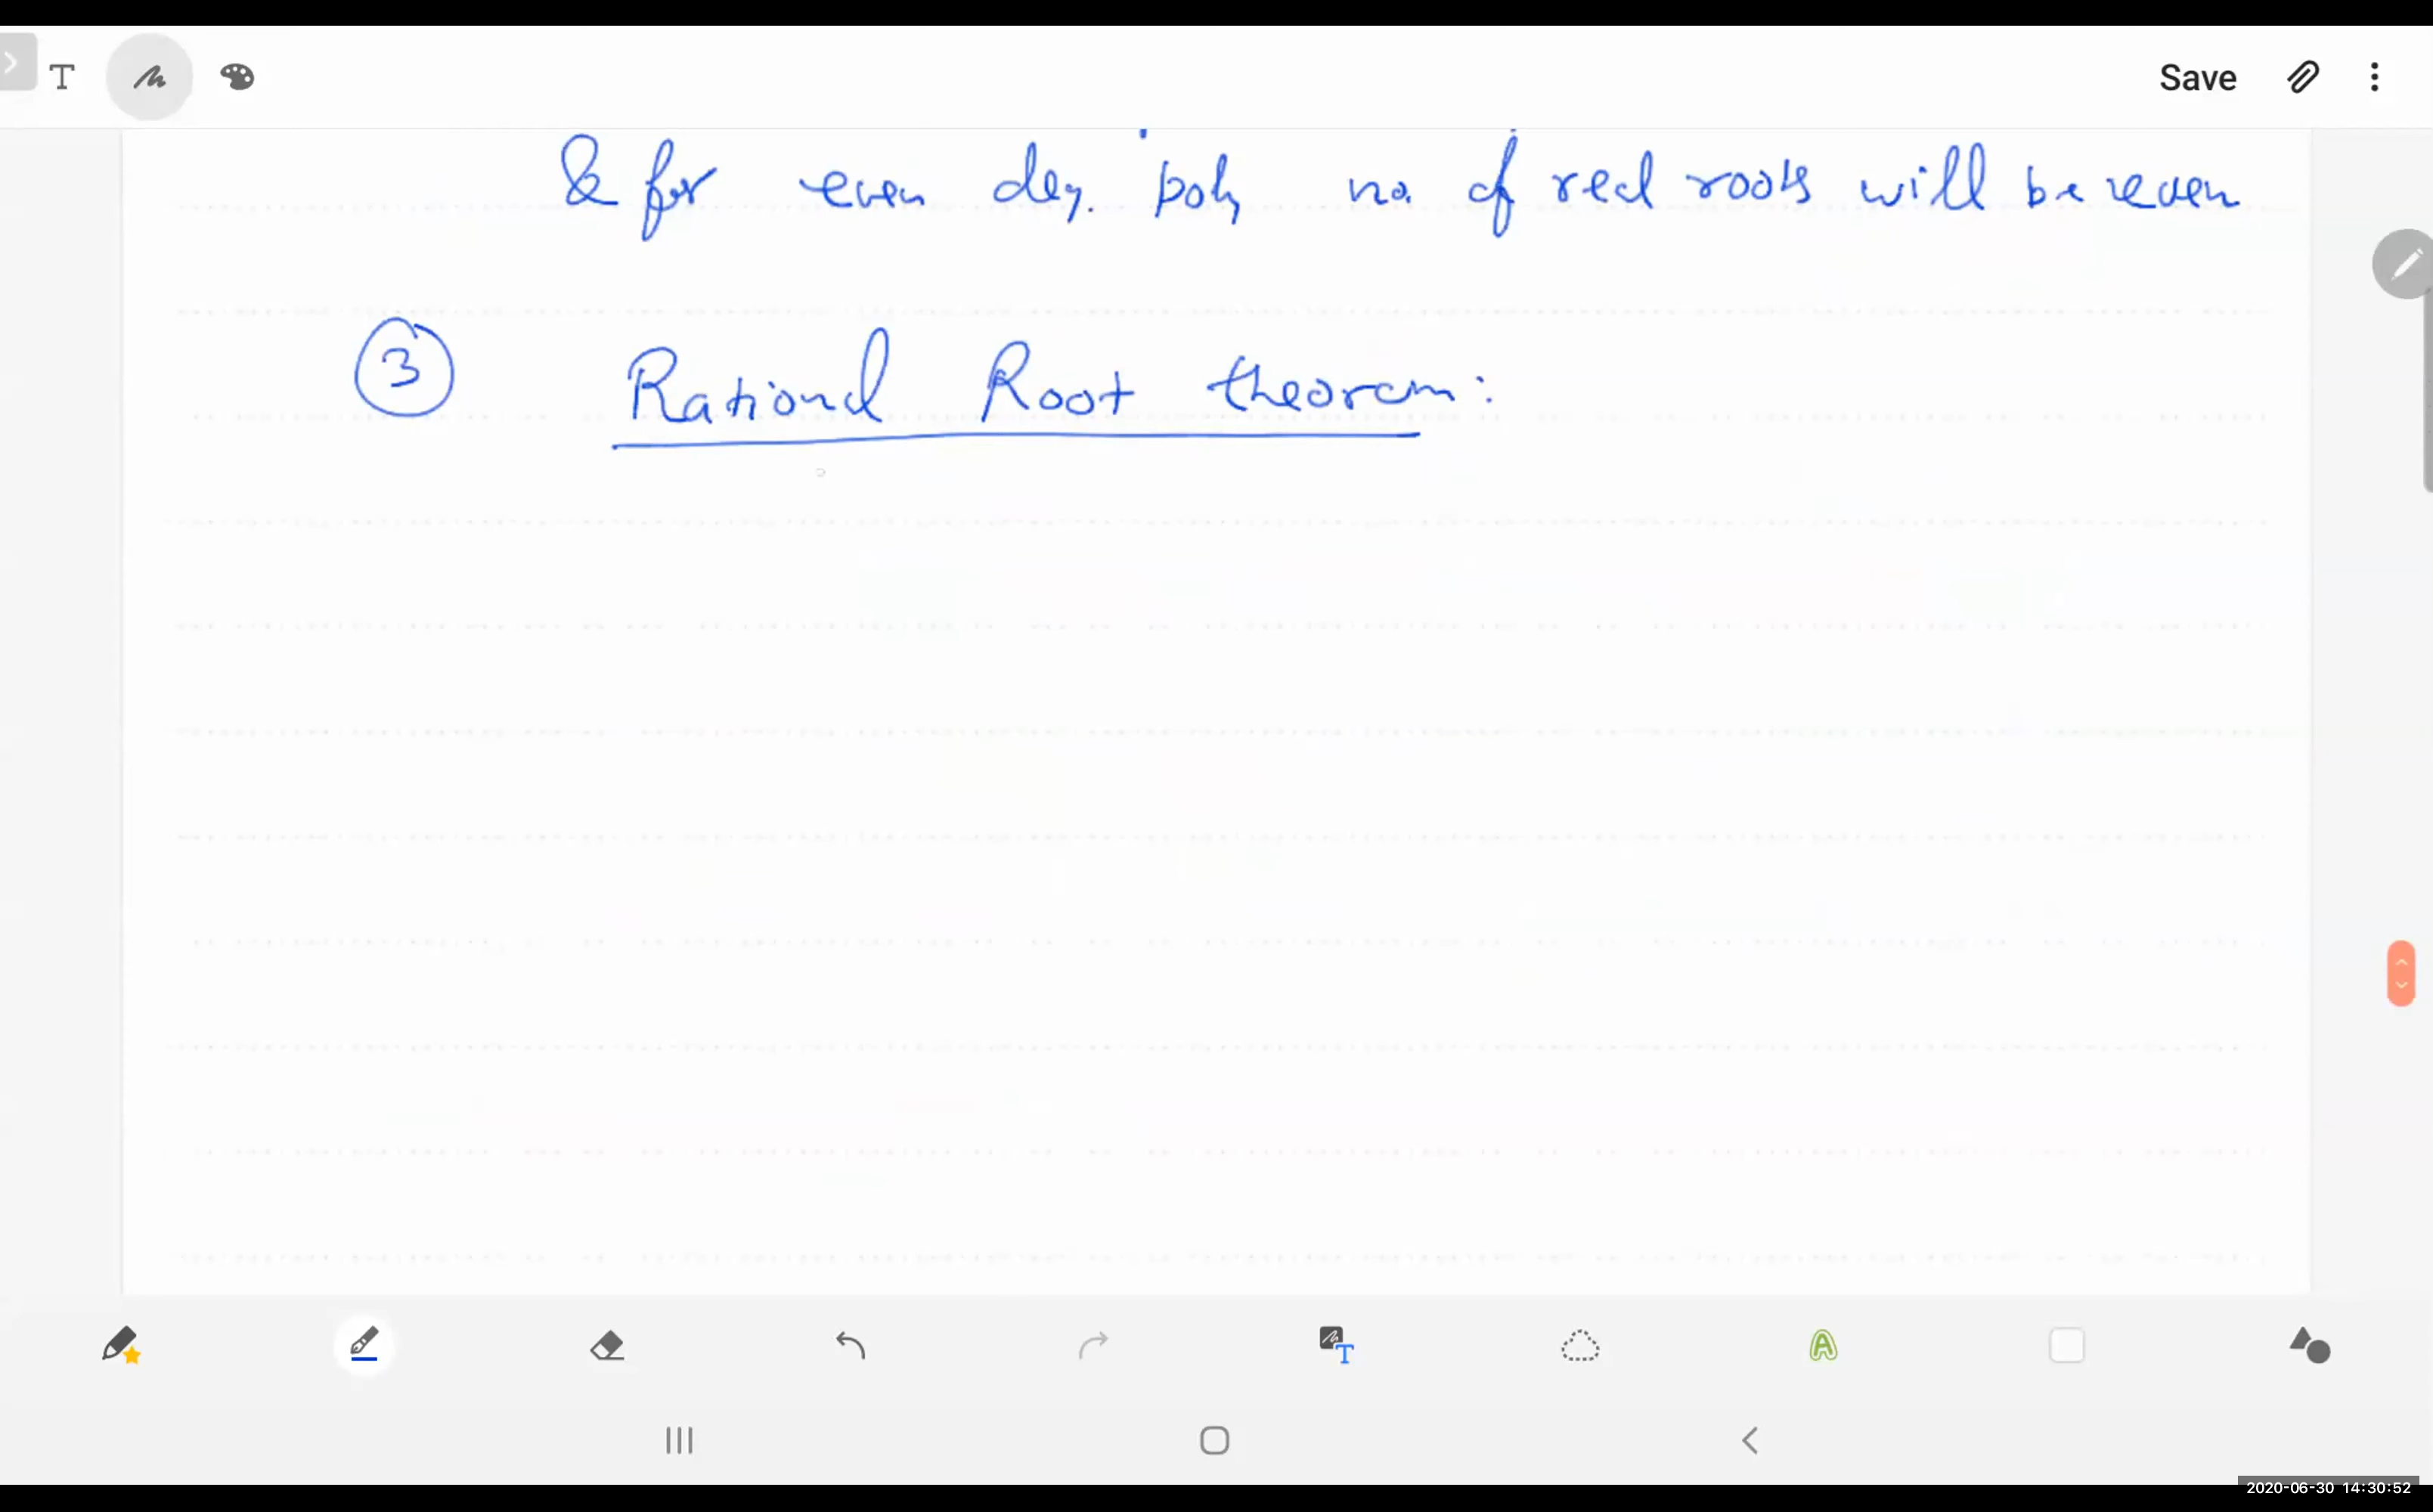 T
Save
& for even deg. poly no. of real roots will be even
3 Rational Root theorem:
A
T
2020-06-30 14:30:52